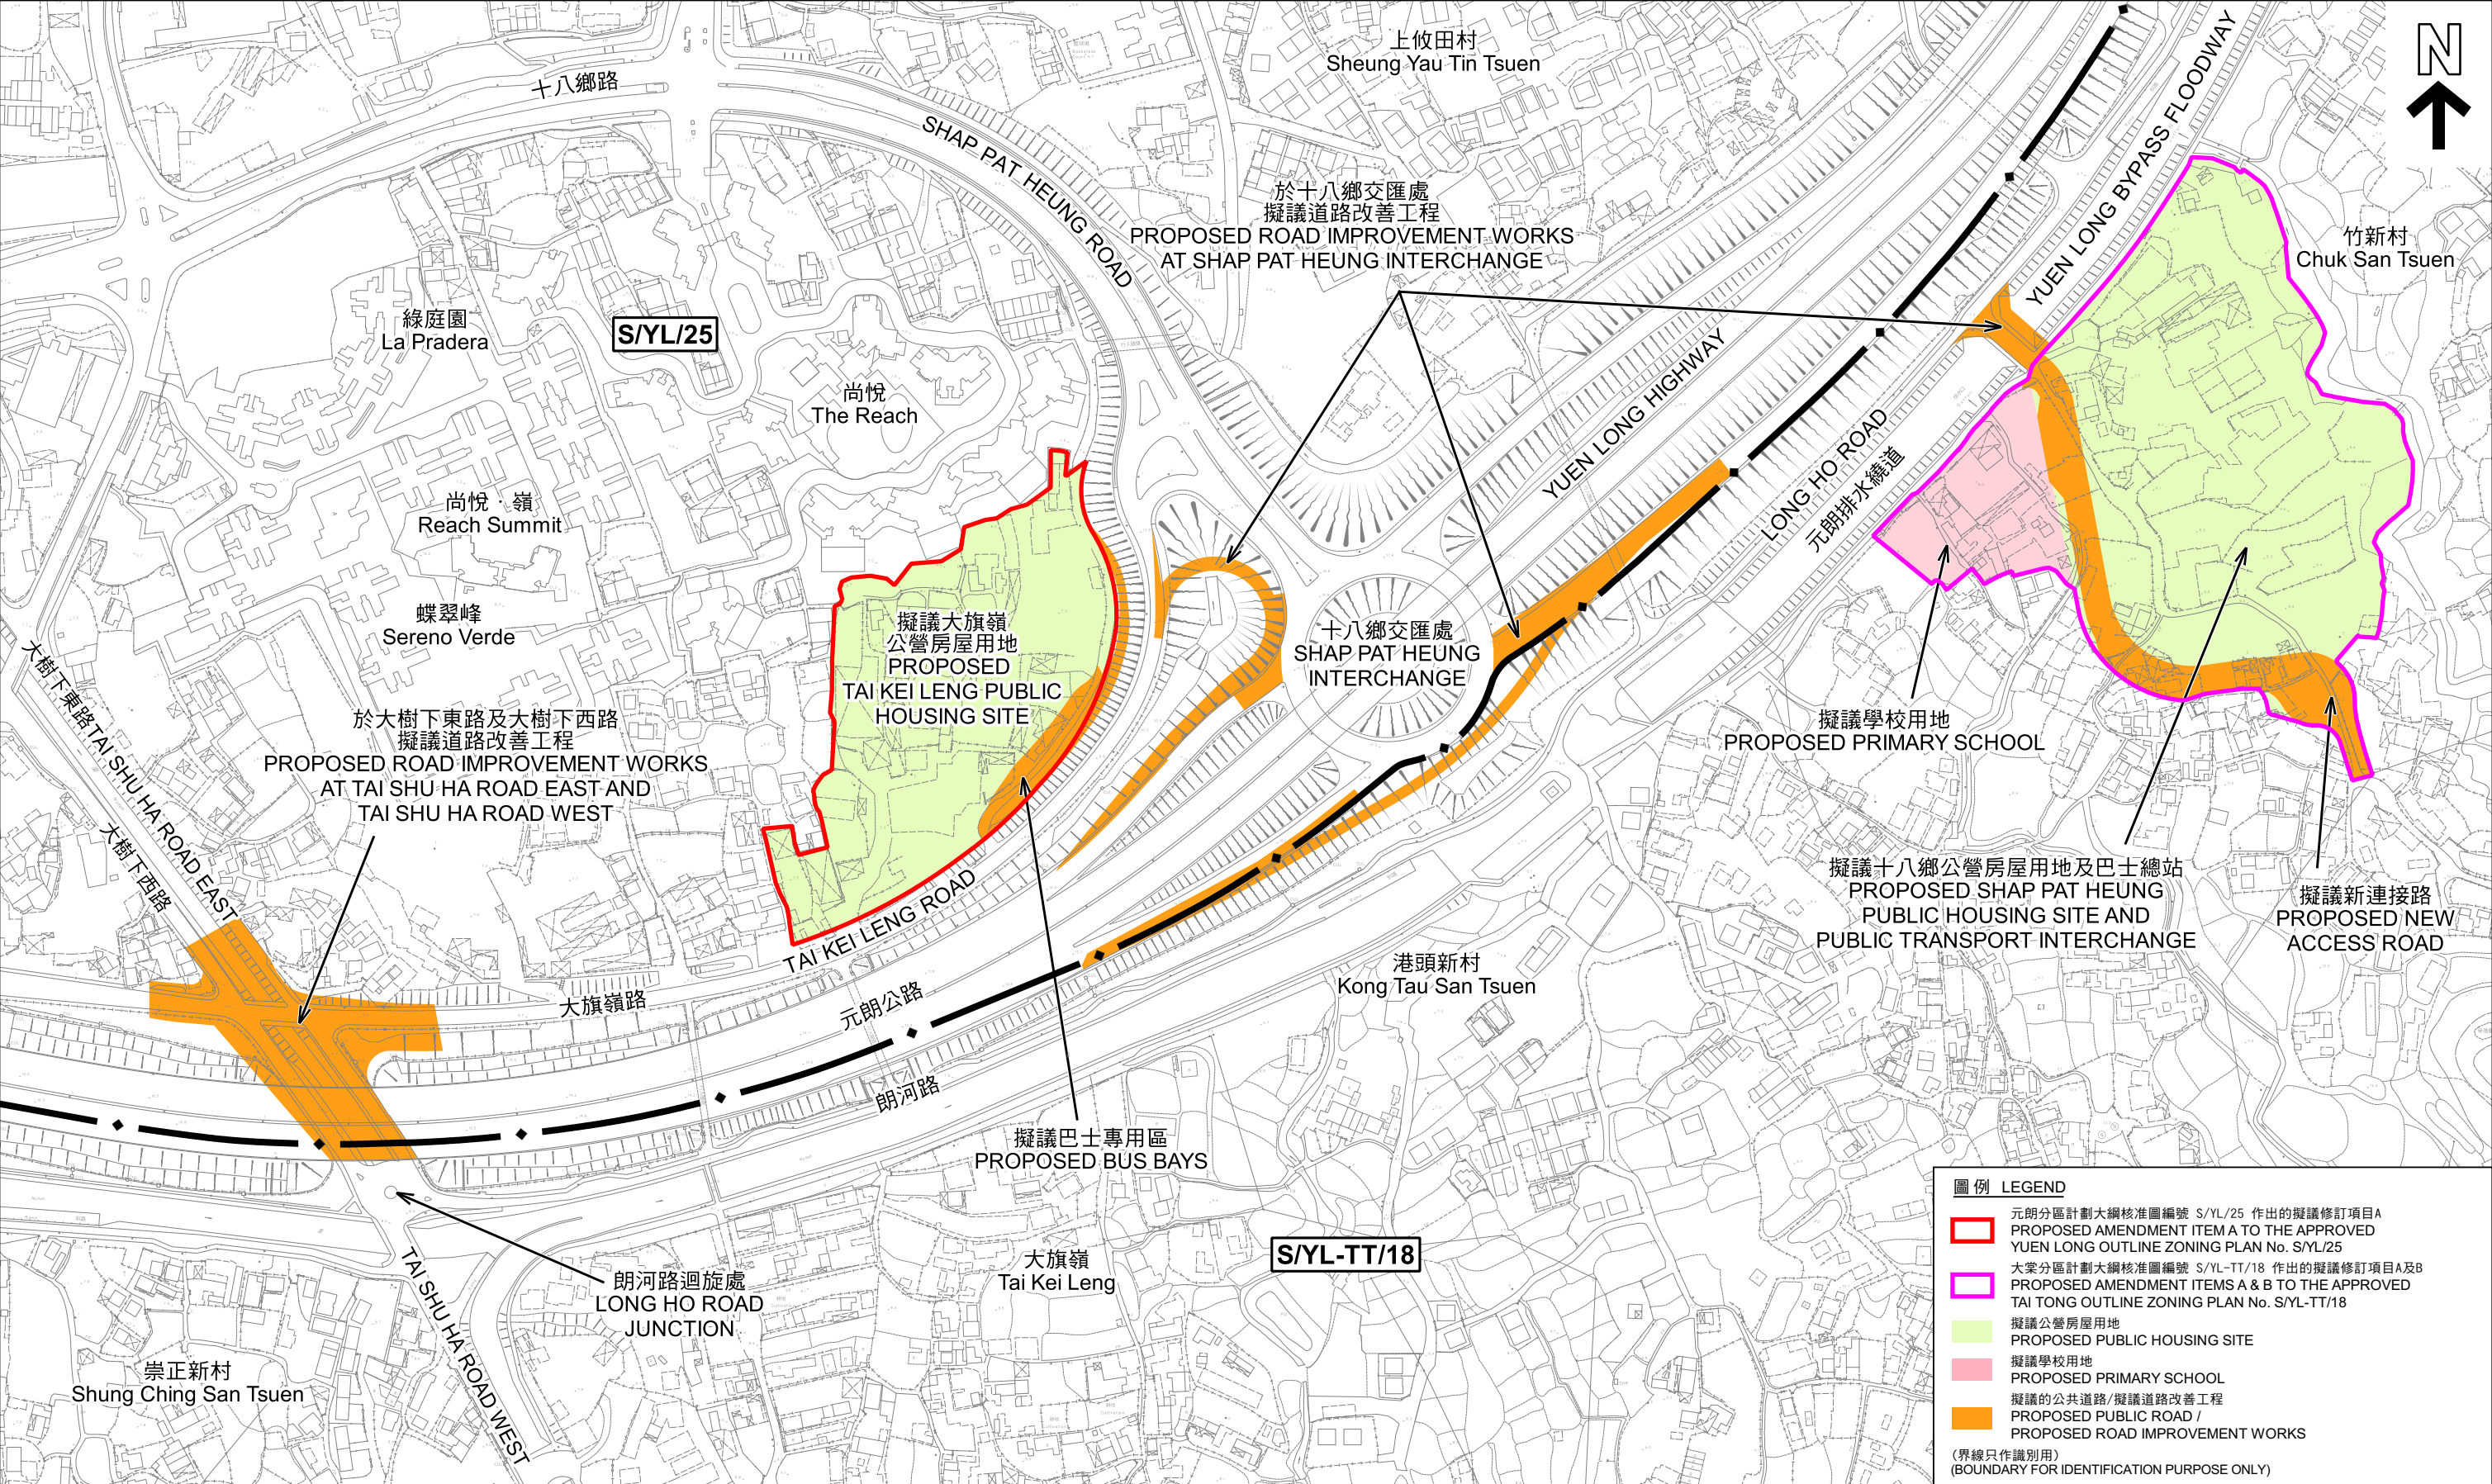 上攸田村
Sheung Yau Tin Tsuen
N
十八鄉路
SHAP PAT HEUNG ROAD
於十八鄉交匯處
擬議道路改善工程
PROPOSED ROAD IMPROVEMENT WORKS
AT SHAP PAT HEUNG INTERCHANGE
YUEN LONG BYPASS FLOODWAY
竹新村
Chuk San Tsuen
綠庭園
La Pradera
S/YL/25
尚悅
The Reach
YUEN LONG HIGHWAY
LONG HO ROAD
元朗排水繞道
尚悅‧嶺
Reach Summit
蝶翠峰
Sereno Verde
擬議大旗嶺
公營房屋用地
PROPOSED
TAI KEI LENG PUBLIC
HOUSING SITE
十八鄉交匯處
SHAP PAT HEUNG
INTERCHANGE
大樹下東路 TAI SHU HA ROAD EAST
大樹下西路
於大樹下東路及大樹下西路
擬議道路改善工程
PROPOSED ROAD IMPROVEMENT WORKS
AT TAI SHU HA ROAD EAST AND
TAI SHU HA ROAD WEST
擬議學校用地
PROPOSED PRIMARY SCHOOL
擬議十八鄉公營房屋用地及巴士總站
PROPOSED SHAP PAT HEUNG
PUBLIC HOUSING SITE AND
PUBLIC TRANSPORT INTERCHANGE
擬議新連接路
PROPOSED NEW
ACCESS ROAD
TAI KEI LENG ROAD
大旗嶺路
元朗公路
朗河路
港頭新村
Kong Tau San Tsuen
擬議巴士專用區
PROPOSED BUS BAYS
朗河路迴旋處
LONG HO ROAD
JUNCTION
大旗嶺
Tai Kei Leng
S/YL-TT/18
崇正新村
Shung Ching San Tsuen
TAI SHU HA ROAD WEST
圖例 LEGEND
元朗分區計劃大綱核准圖編號 S/YL/25 作出的擬議修訂項目A
PROPOSED AMENDMENT ITEM A TO THE APPROVED
YUEN LONG OUTLINE ZONING PLAN No. S/YL/25
大棠分區計劃大綱核准圖編號 S/YL-TT/18 作出的擬議修訂項目A及B
PROPOSED AMENDMENT ITEMS A & B TO THE APPROVED
TAI TONG OUTLINE ZONING PLAN No. S/YL-TT/18
擬議公營房屋用地
PROPOSED PUBLIC HOUSING SITE
擬議學校用地
PROPOSED PRIMARY SCHOOL
擬議的公共道路/擬議道路改善工程
PROPOSED PUBLIC ROAD /
PROPOSED ROAD IMPROVEMENT WORKS
(界線只作識別用)
(BOUNDARY FOR IDENTIFICATION PURPOSE ONLY)